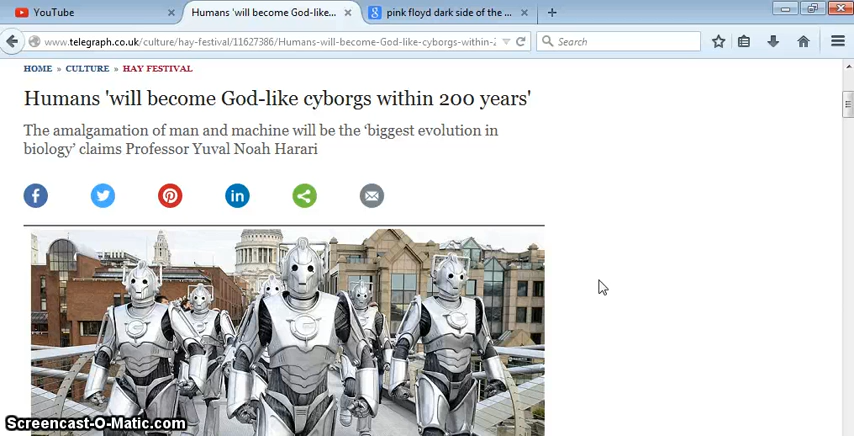 YouTube
Humans 'will become God-like...
pink floyd dark side of the ...
www.telegraph.co.uk/culture/hay-festival/11627386/Humans-will-become-God-like-cyborgs-within-2
Search
HOME » CULTURE » HAY FESTIVAL
Humans 'will become God-like cyborgs within 200 years'
The amalgamation of man and machine will be the ‘biggest evolution in
biology’ claims Professor Yuval Noah Harari
Screencast-O-Matic.com